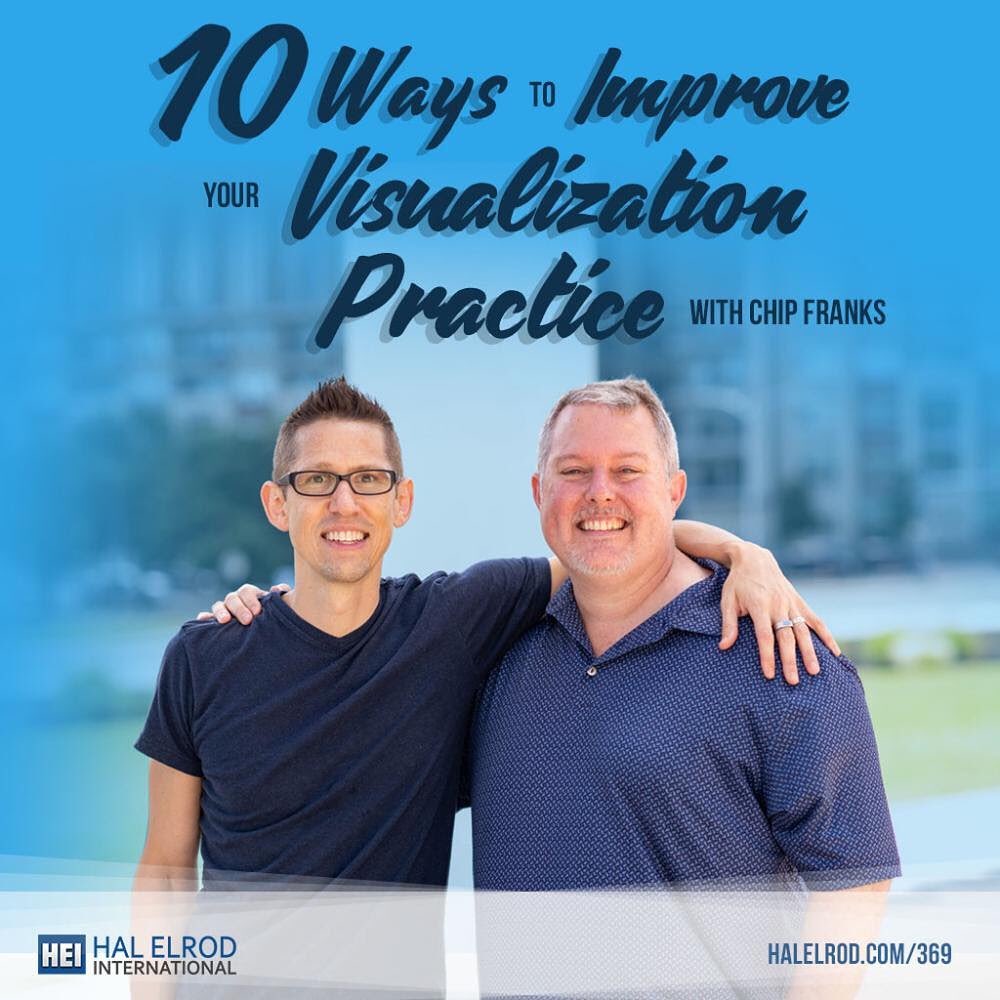 10 Ways TO Improve
YOUR Visualization
Practice WITH CHIP FRANKS
HEI HAL ELROD
INTERNATIONAL
HALELROD.COM/369